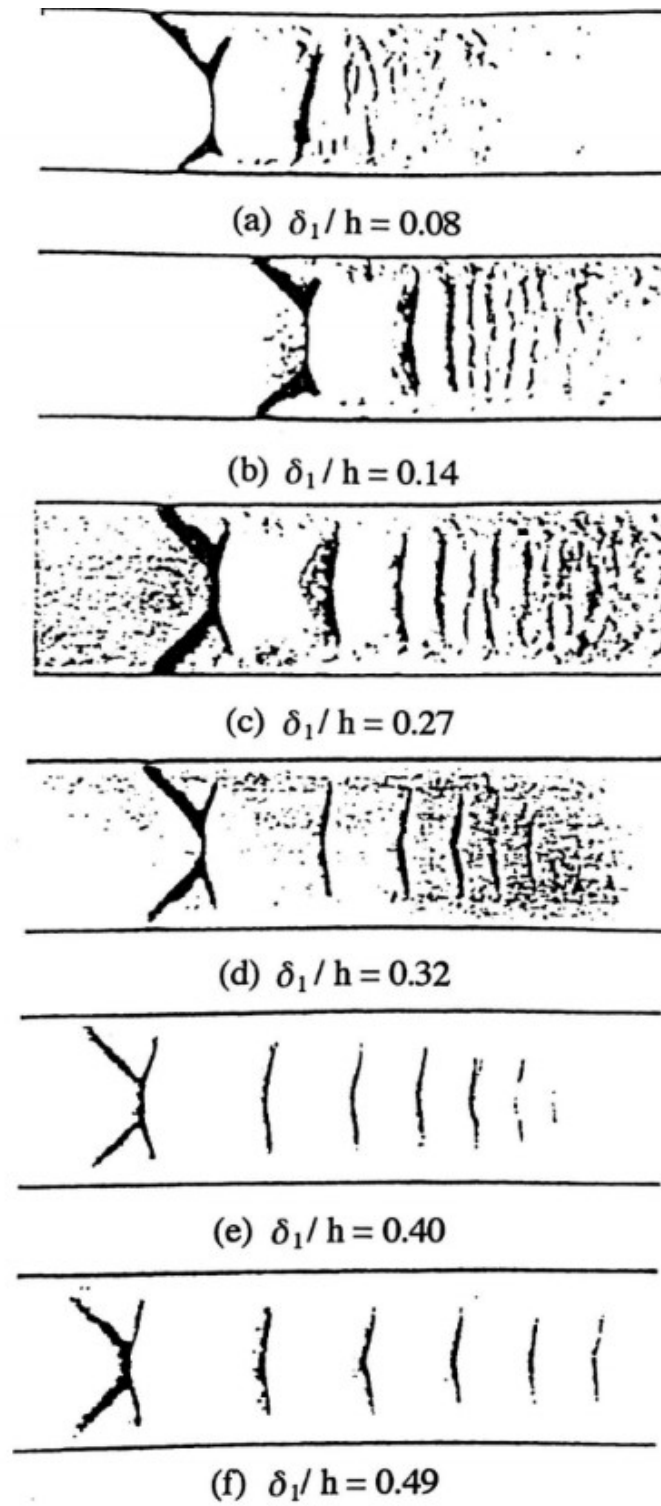 (a) δ₁/ h = 0.08
(b) δ₁/ h = 0.14
(c) δ₁/ h = 0.27
(d) δ₁/ h = 0.32
(e) δ₁/ h = 0.40
(f) δ₁/ h = 0.49